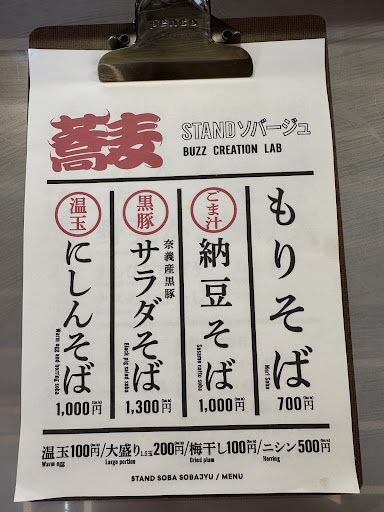 蕎麦
STANDソバージュ
BUZZ CREATION LAB
もりそば
Mori Soba
700円
ごま汁
納豆そば
Sesame nattu soba
1,000円
黒豚
奈義産黒豚
サラダそば
Black pig salad soba
1,300円
温玉
にしんそば
Warm egg and herring soba
1,000円
温玉100円/大盛り1.5玉200円/梅干し100円/ニシン500円
Warm egg Large portion Dried plum Herring
STAND SOBA SOBAJYU / MENU